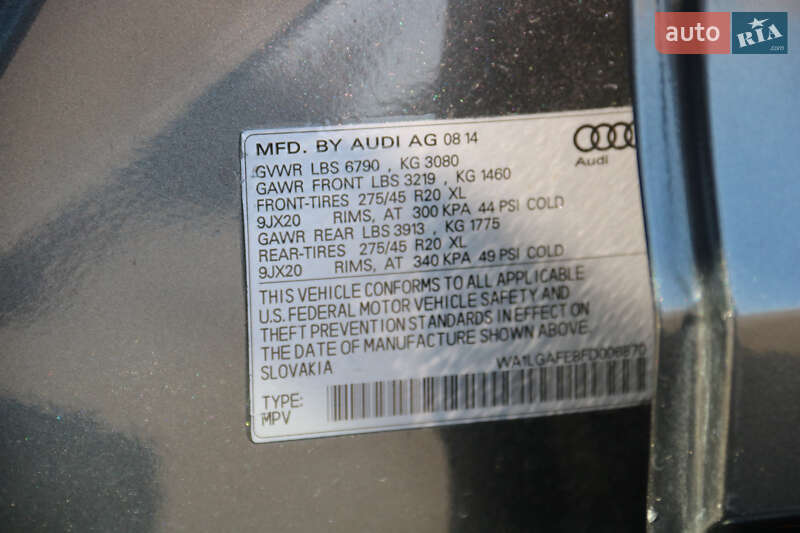 auto RIA .com
MFD. BY AUDI AG 08 14
Audi
GVWR LBS 6790 , KG 3080
GAWR FRONT LBS 3219 , KG 1460
FRONT-TIRES 275/45 R20 XL
9JX20 RIMS, AT 300 KPA 44 PSI COLD
GAWR REAR LBS 3913 , KG 1775
REAR-TIRES 275/45 R20 XL
9JX20 RIMS, AT 340 KPA 49 PSI COLD
THIS VEHICLE CONFORMS TO ALL APPLICABLE
U.S. FEDERAL MOTOR VEHICLE SAFETY AND
THEFT PREVENTION STANDARDS IN EFFECT ON
THE DATE OF MANUFACTURE SHOWN ABOVE.
SLOVAKIA
TYPE:
MPV